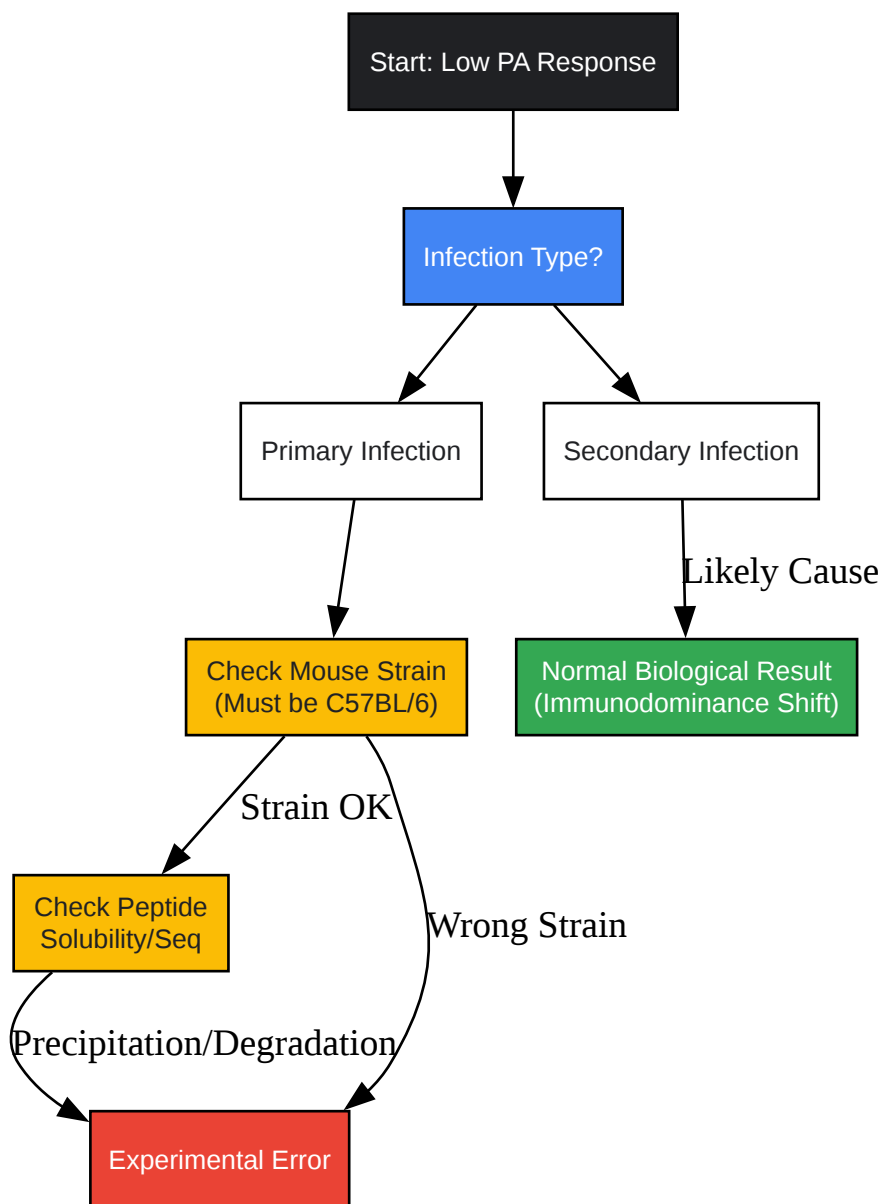 Start: Low PA Response
Infection Type?
Primary Infection
Secondary Infection
Likely Cause
Check Mouse Strain
(Must be C57BL/6)
Normal Biological Result
(Immunodominance Shift)
Strain OK
Check Peptide
Solubility/Seq
Wrong Strain
Precipitation/Degradation
Experimental Error